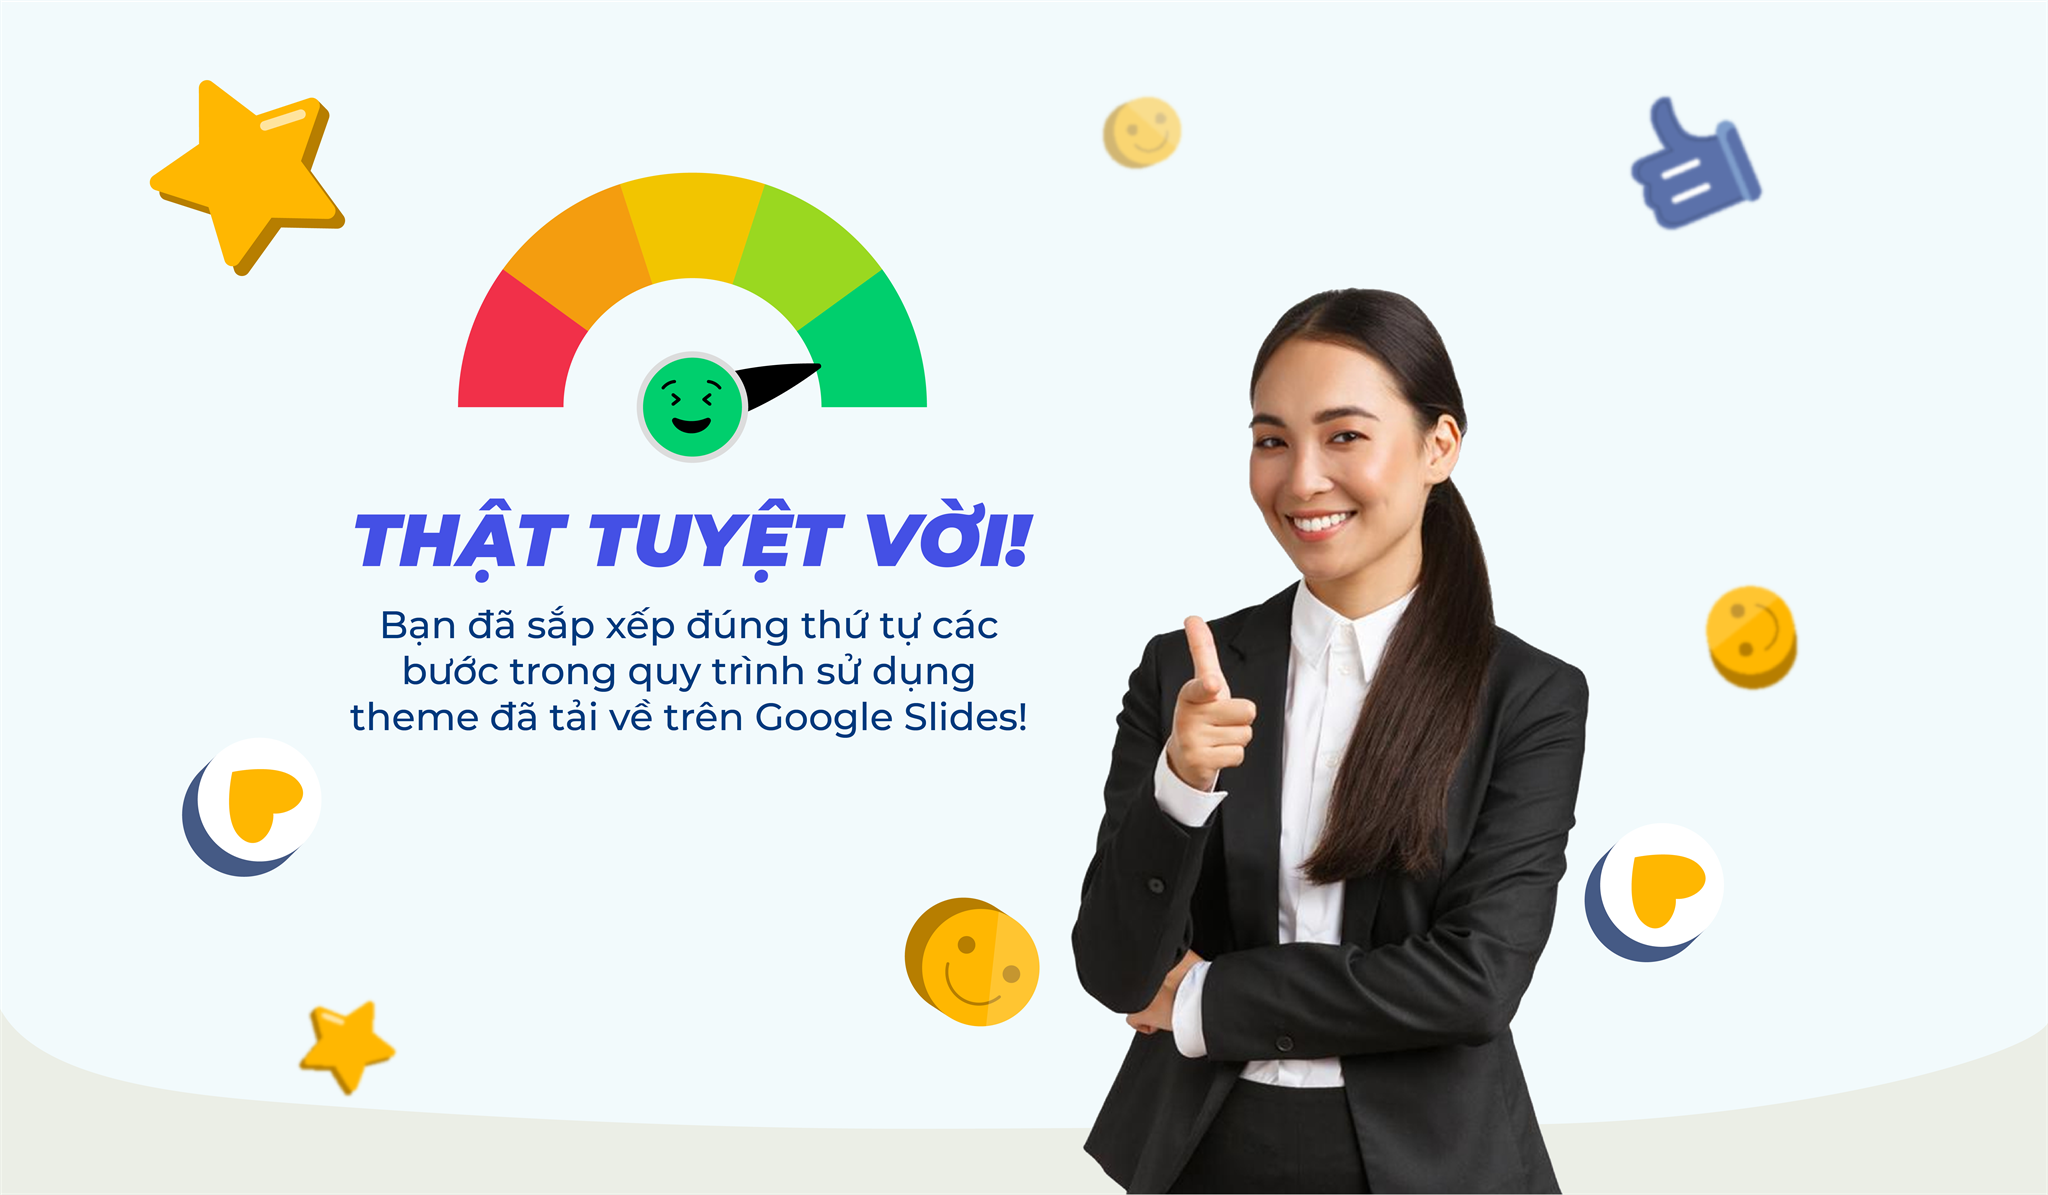 THẬT TUYỆT VỜI!
Bạn đã sắp xếp đúng thứ tự các
bước trong quy trình sử dụng
theme đã tải về trên Google Slides!